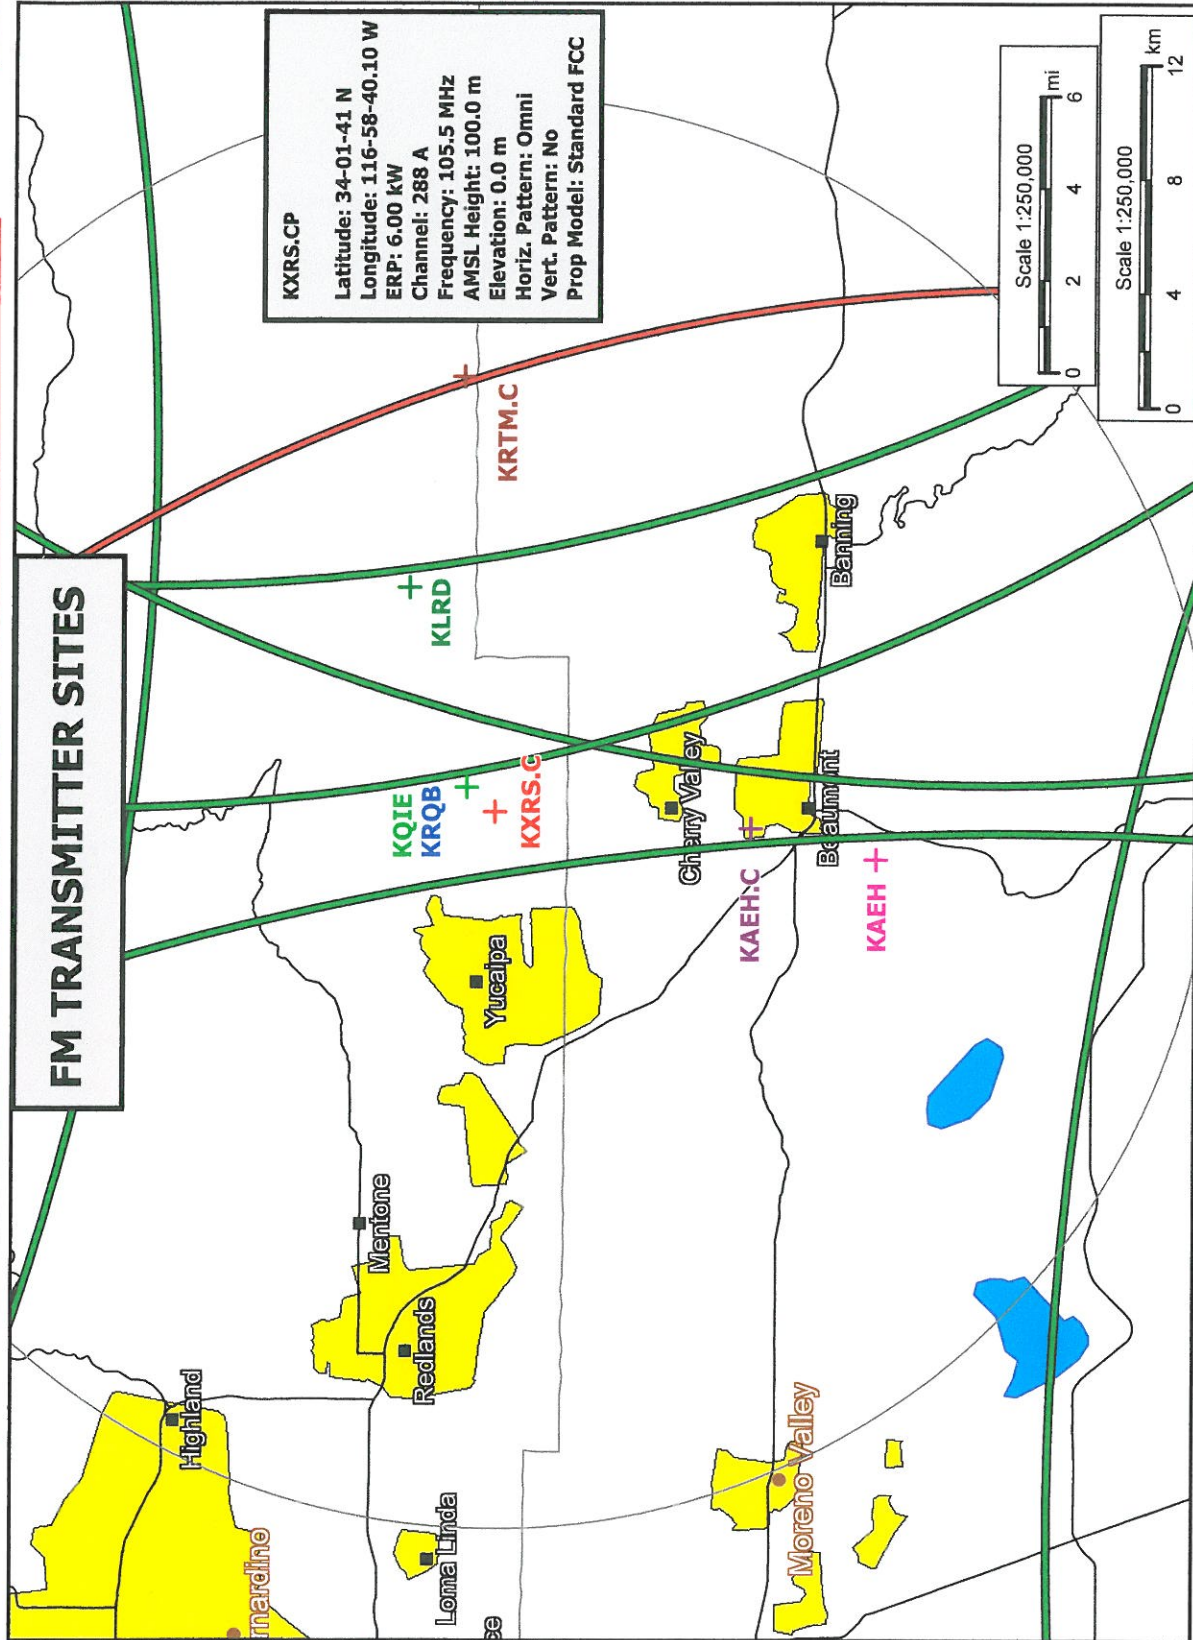 FM TRANSMITTER SITES
KXRS.CP
Latitude: 34-01-41 N
Longitude: 116-58-40.10 W
ERP: 6.00 kW
Channel: 288 A
Frequency: 105.5 MHz
AMSL Height: 100.0 m
Elevation: 0.0 m
Horiz. Pattern: Omni
Vert. Pattern: No
Prop Model: Standard FCC
Highland
rnardino
Mentone
Redlands
Loma Linda
ce
Yucaipa
KQIE
KRQB
KXRS.C
KLRD
KRTM.C
Cherry Valley
KAEH.C
Beaumont
Banning
KAEH
Moreno Valley
Scale 1:250,000
0 2 4 6 mi
Scale 1:250,000
0 4 8 12 km